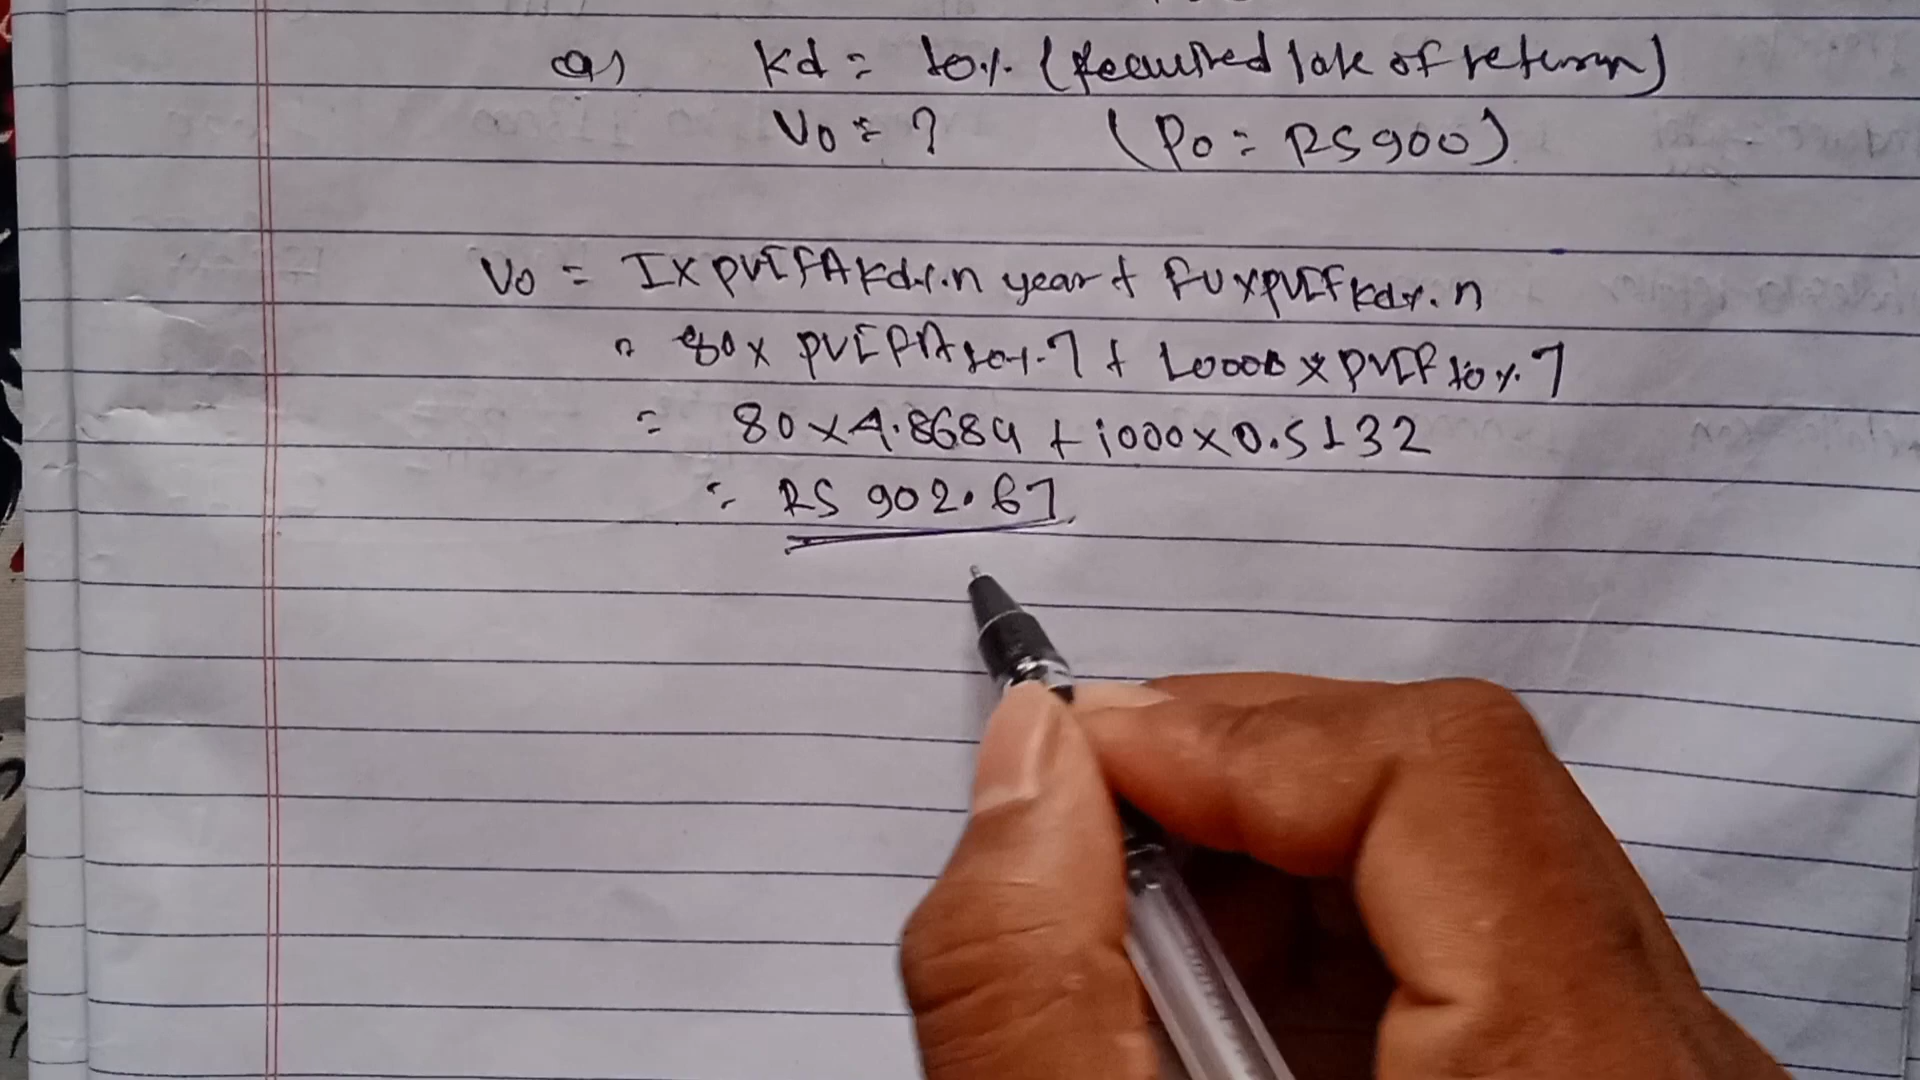 a) Kd = 10% (Required rate of return)
V0 = ? (P0 = RS 900)
V0 = I x PVIFA kd%.n year + FV x PVIF kd%.n
= 80 x PVIFA 10%.7 + 1000 x PVIF 10%.7
= 80 x 4.8684 + 1000 x 0.5132
= RS 902.67